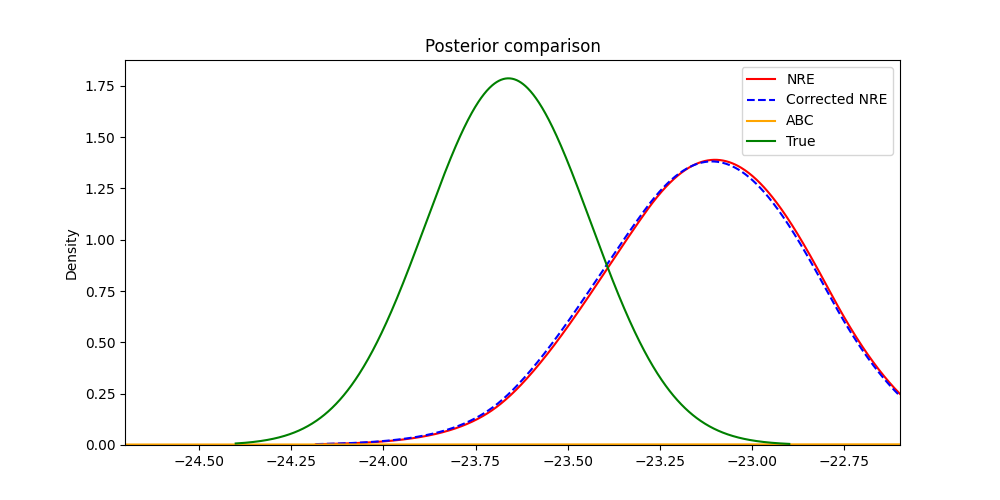 Posterior comparison
NRE
Corrected NRE
ABC
True
Density
1.75
1.50
1.25
1.00
0.75
0.50
0.25
0.00
−24.50 −24.25 −24.00 −23.75 −23.50 −23.25 −23.00 −22.75